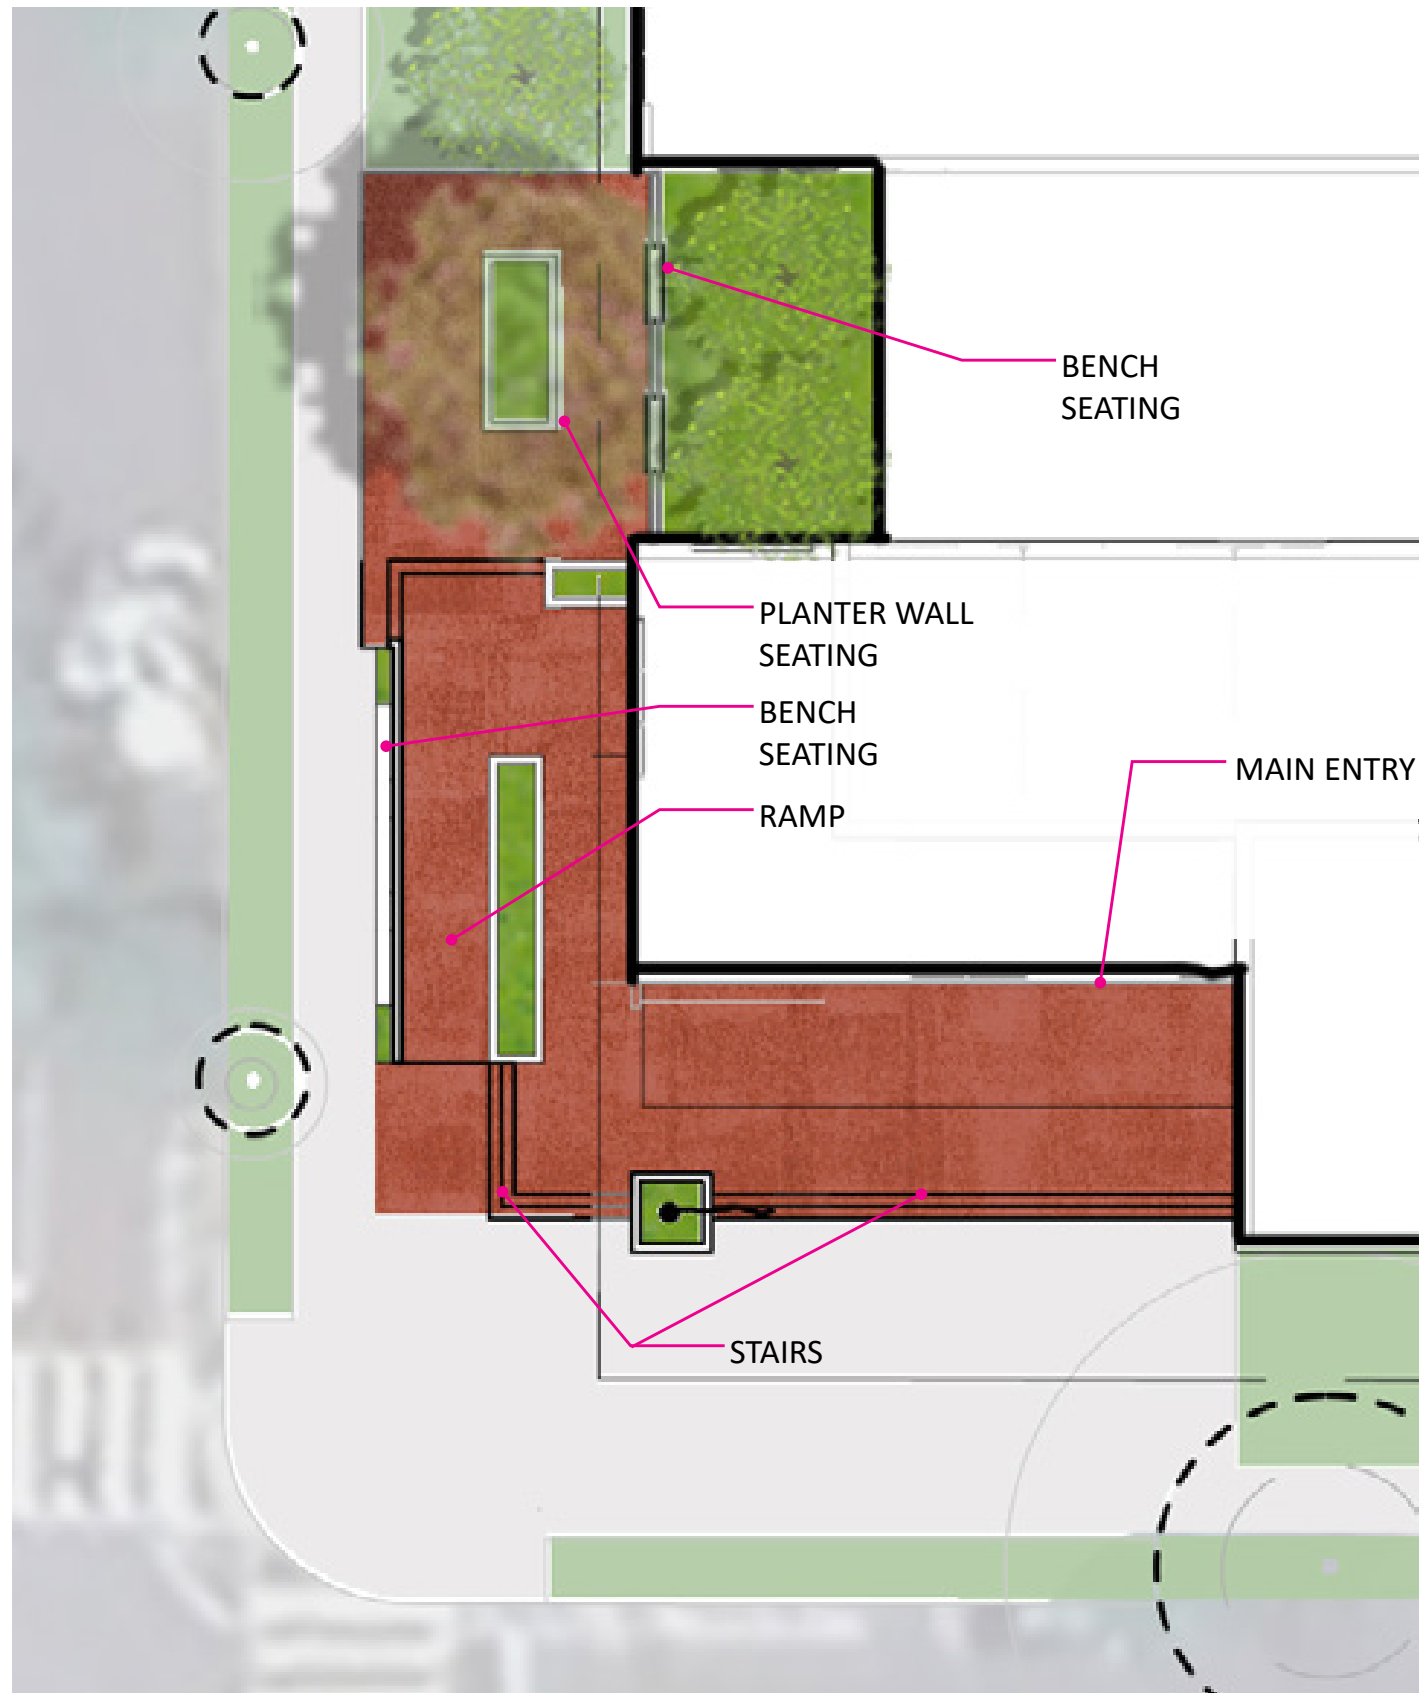 BENCH
SEATING
PLANTER WALL
SEATING
BENCH
SEATING
MAIN ENTRY
RAMP
STAIRS